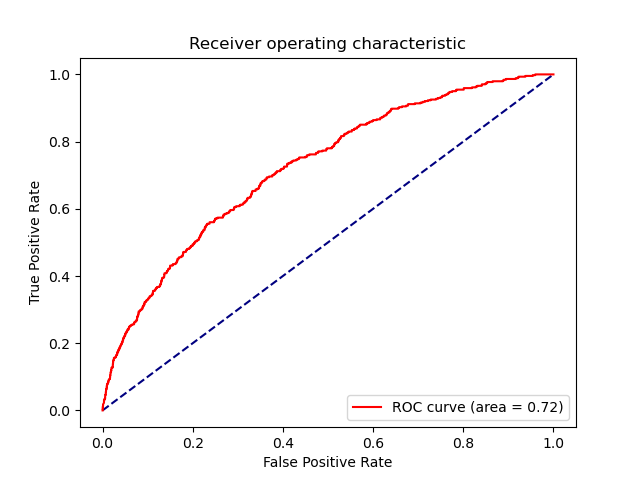 Receiver operating characteristic
True Positive Rate
1.0
0.8
0.6
0.4
0.2
0.0
ROC curve (area = 0.72)
0.0 0.2 0.4 0.6 0.8 1.0
False Positive Rate